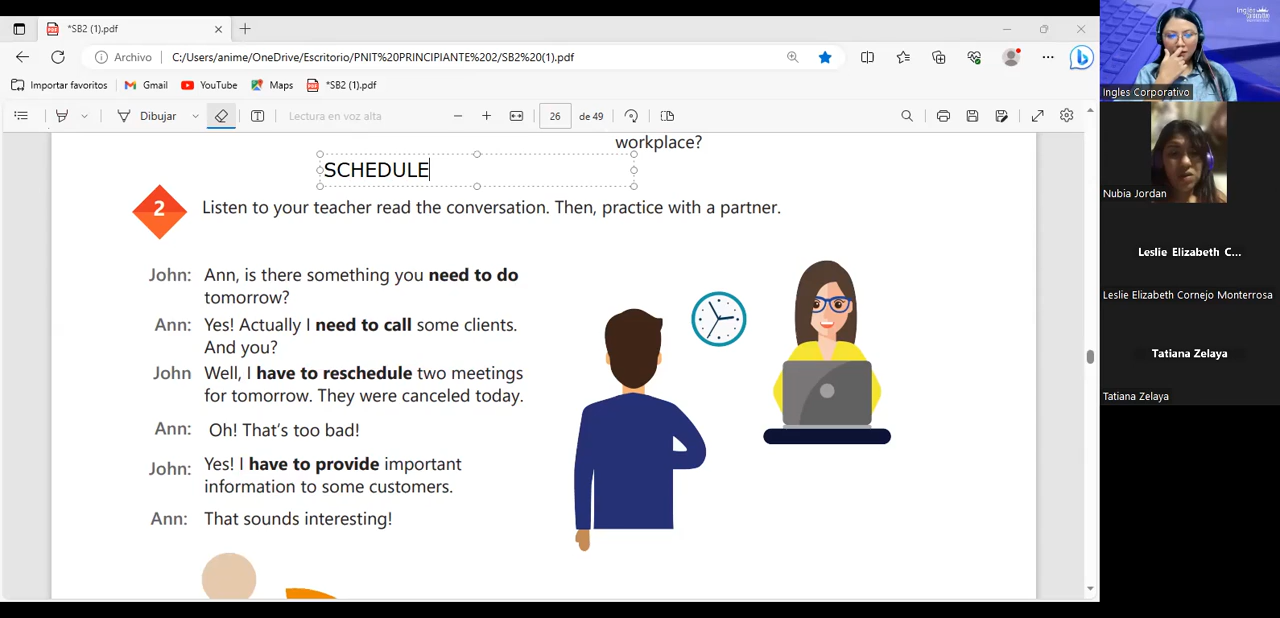 *SB2 (1).pdf
Archivo
C:/Users/anime/OneDrive/Escritorio/PNIT%20PRINCIPIANTE%202/SB2%20(1).pdf
Importar favoritos
Gmail
YouTube
Maps
*SB2 (1).pdf
Dibujar
Lectura en voz alta
26
de 49
workplace?
SCHEDULE
2
Listen to your teacher read the conversation. Then, practice with a partner.
John: Ann, is there something you need to do
tomorrow?
Ann: Yes! Actually I need to call some clients.
And you?
John Well, I have to reschedule two meetings
for tomorrow. They were canceled today.
Ann: Oh! That's too bad!
John: Yes! I have to provide important
information to some customers.
Ann: That sounds interesting!
Ingles Corporativo
Nubia Jordan
Leslie Elizabeth C...
Leslie Elizabeth Cornejo Monterrosa
Tatiana Zelaya
Tatiana Zelaya